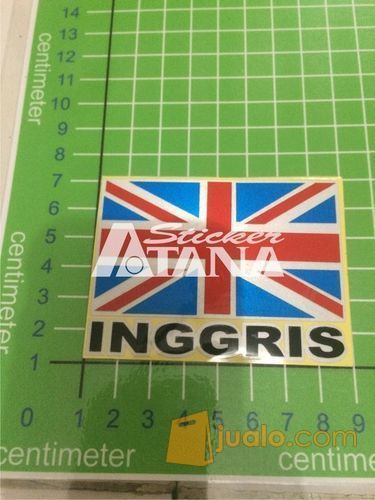 14
13
12
11
10
9
8
7
6
5
4
3
2
1
centimeter
centimeter
Sticker
ATANA
INGGRIS
0 1 2 3 4 5 6 7 8 9
centimeter
centimeter
jualo.com